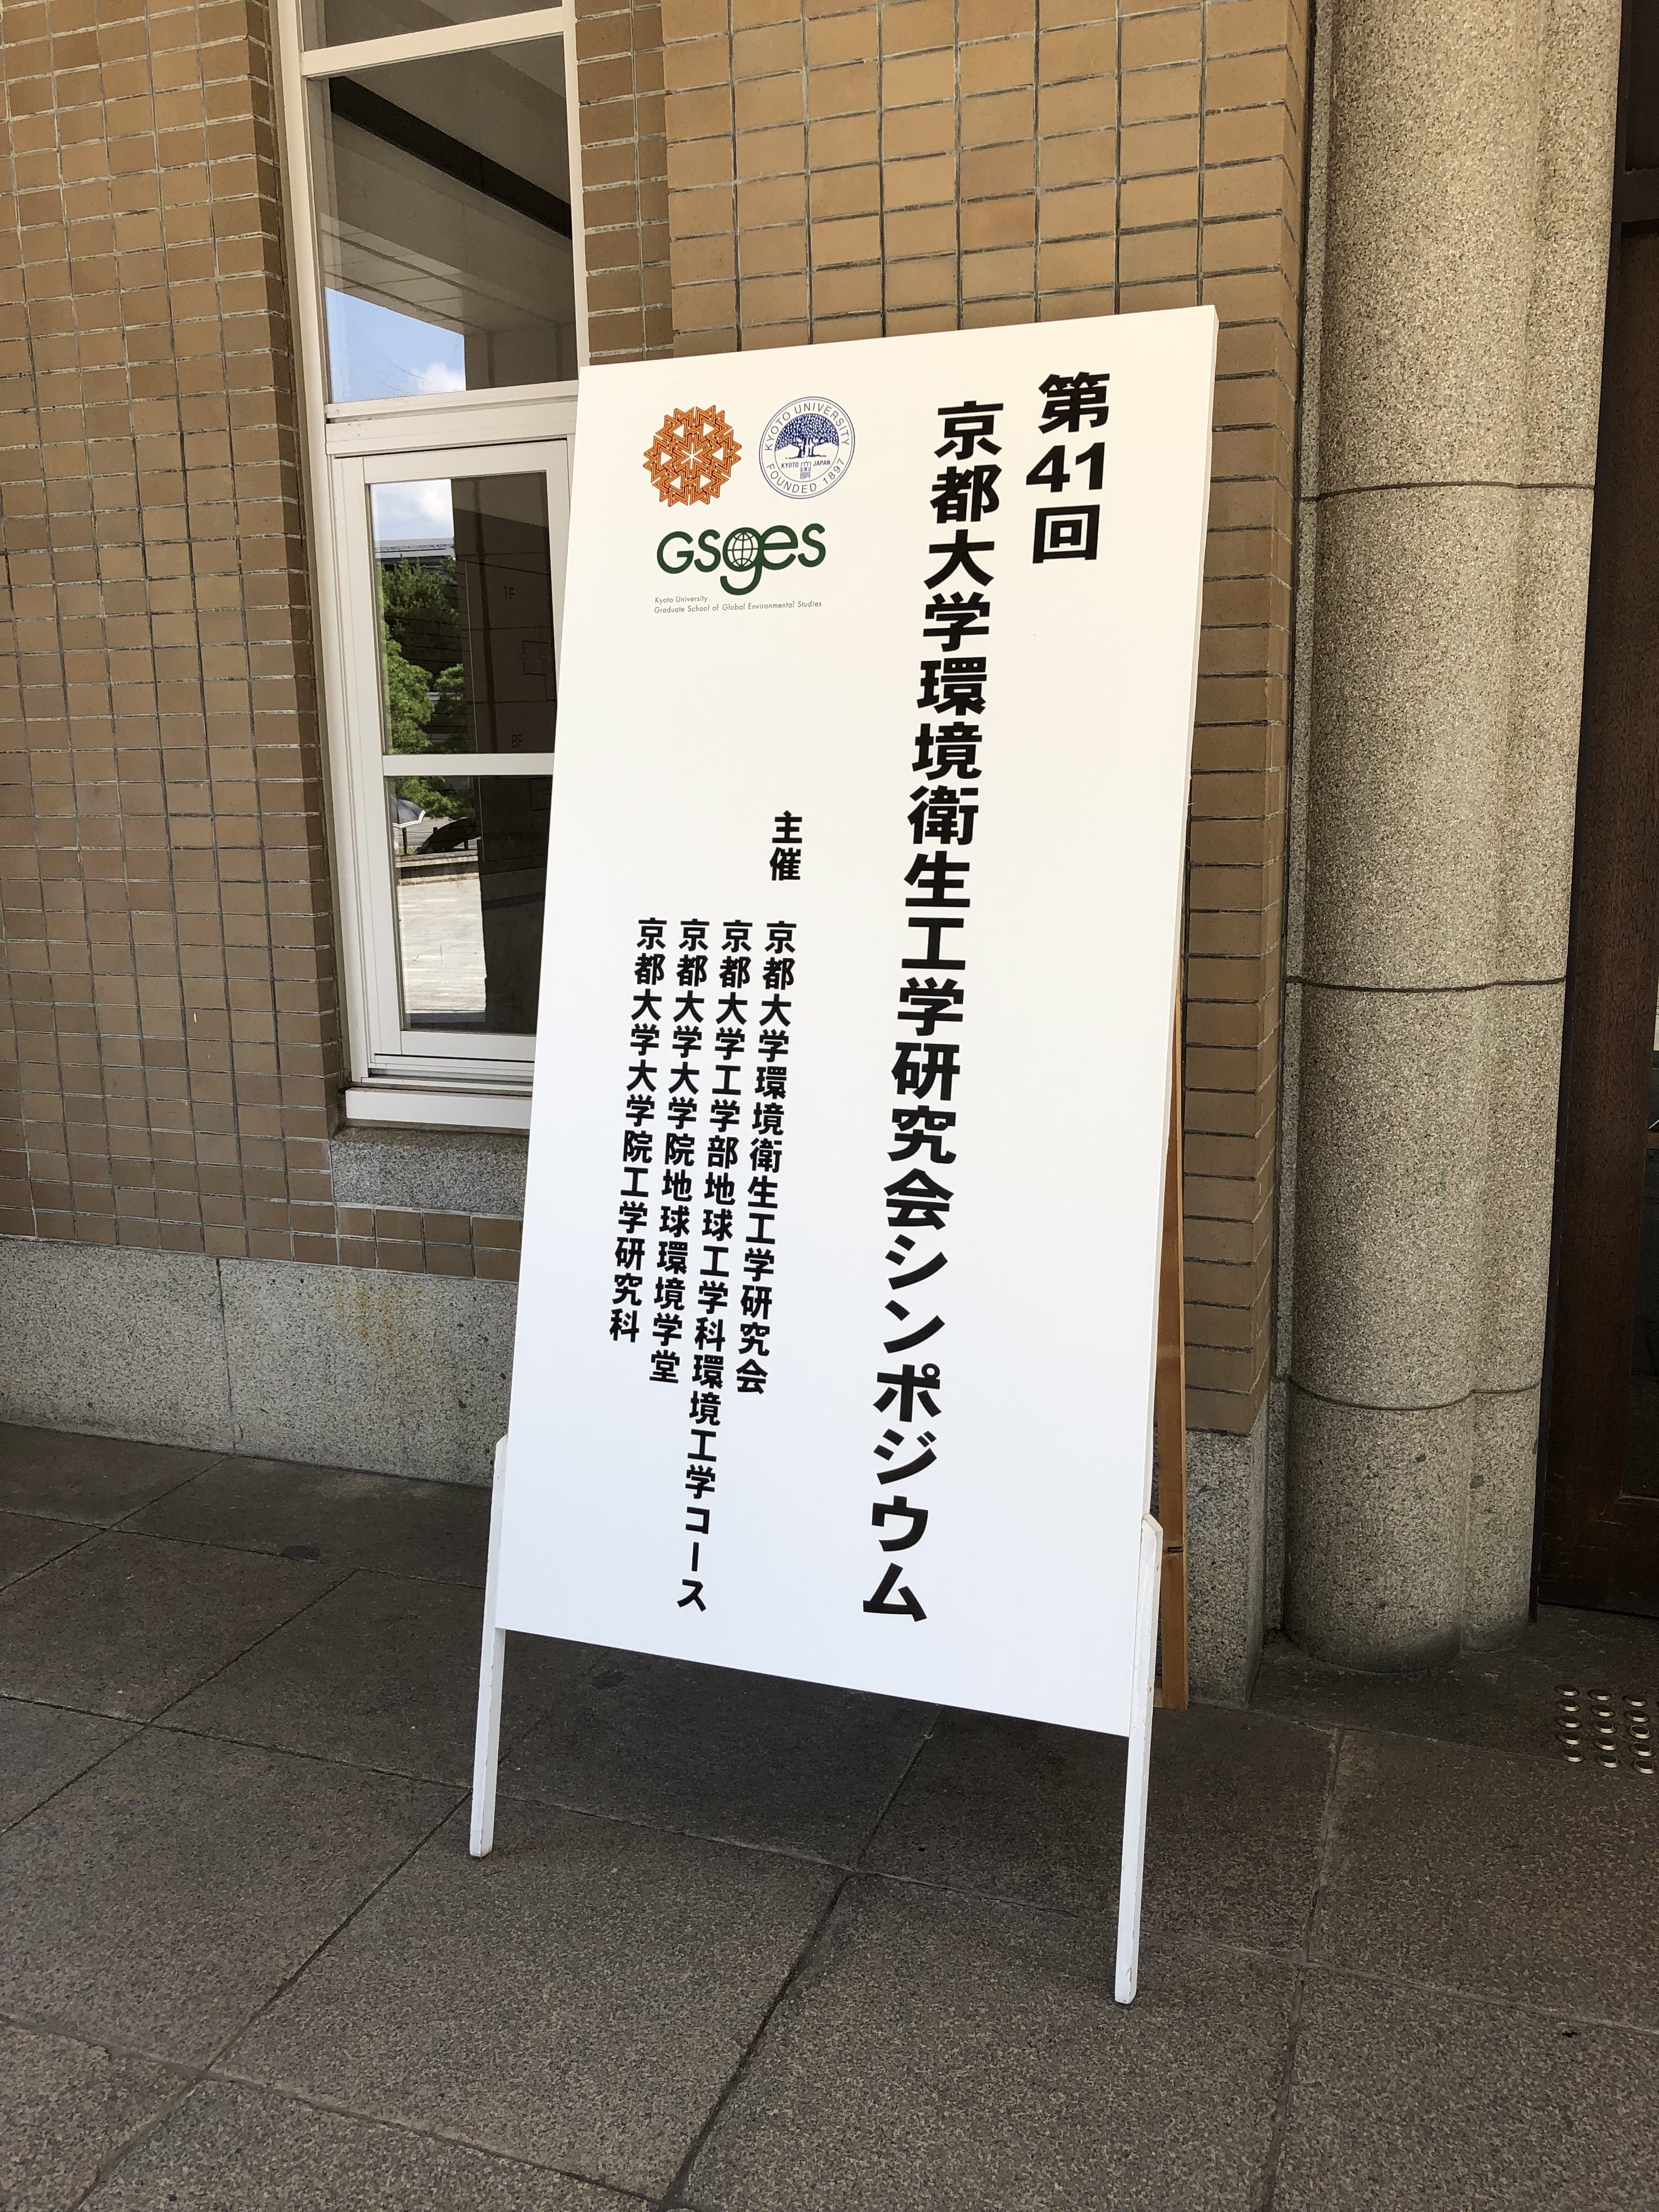 第41回
京都大学環境衛生工学研究会シンポジウム
KYOTO UNIVERSITY
KYOTO JAPAN
FOUNDED 1897
GSges
Kyoto University
Graduate School of Global Environmental Studies
主催
京都大学環境衛生工学研究会
京都大学工学部地球工学科環境工学コース
京都大学大学院地球環境学堂
京都大学大学院工学研究科
1F
BF